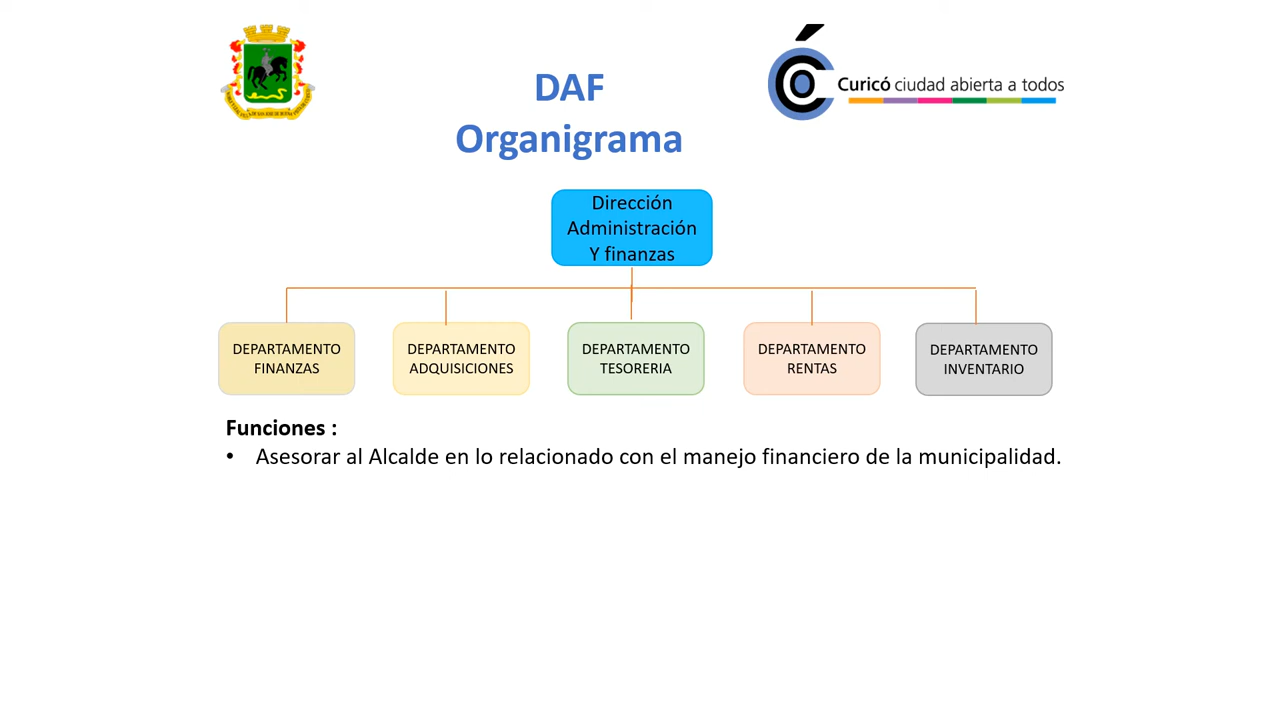 DAF
Organigrama
Curicó ciudad abierta a todos
Dirección
Administración
Y finanzas
DEPARTAMENTO
FINANZAS
DEPARTAMENTO
ADQUISICIONES
DEPARTAMENTO
TESORERIA
DEPARTAMENTO
RENTAS
DEPARTAMENTO
INVENTARIO
Funciones :
• Asesorar al Alcalde en lo relacionado con el manejo financiero de la municipalidad.